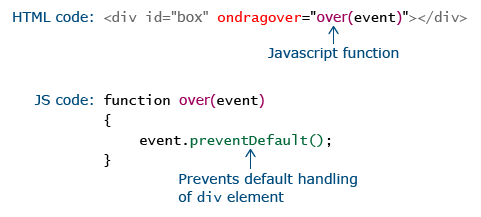 HTML code: <div id="box" ondragover="over(event)"></div>
Javascript function
JS code: function over(event)
{
event.preventDefault();
}
Prevents default handling
of div element